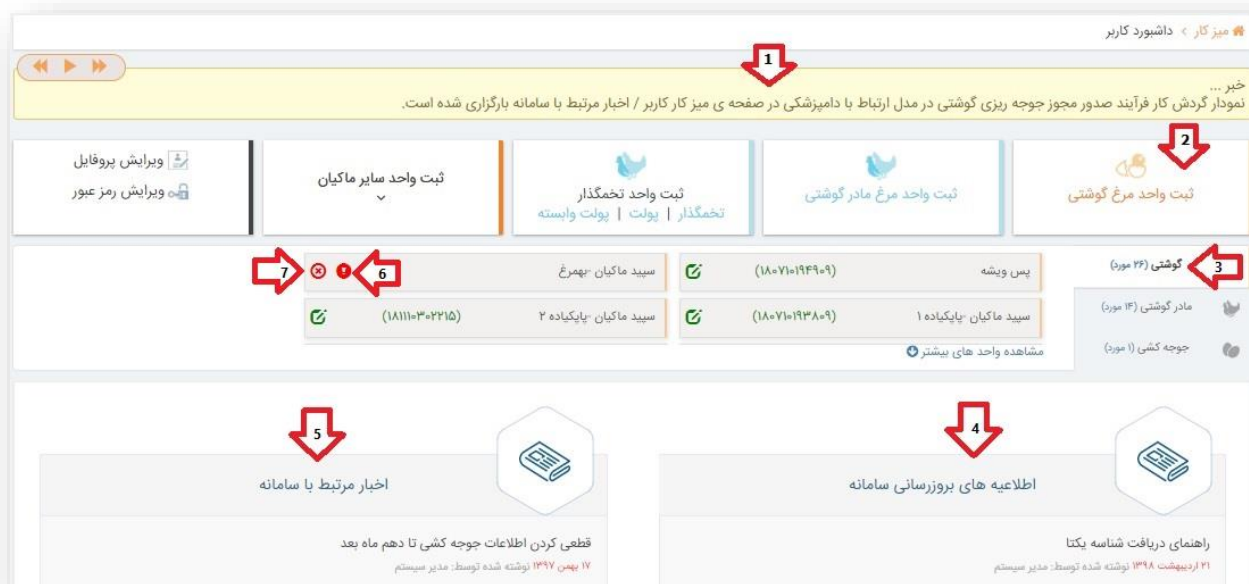 میز کار › داشبورد کاربر
1
خبر ...
نمودار گردش کار فرآیند صدور مجوز جوجه ریزی گوشتی در مدل ارتباط با دامپزشکی در صفحه ی میز کار کاربر / اخبار مرتبط با سامانه بارگزاری شده است.
2
ثبت واحد مرغ گوشتی
ثبت واحد مرغ مادر گوشتی
ثبت واحد تخمگذار
تخمگذار | پولت | پولت وابسته
ثبت واحد سایر ماکیان
ویرایش پروفایل
ویرایش رمز عبور
گوشتی (۲۶ مورد)
3
مادر گوشتی (۱۴ مورد)
جوجه کشی (۱ مورد)
پس ویشه (۱۸۰۷۱۰۱۹۴۹۰۹)
سپید ماکیان -بهمرغ
6
7
سپید ماکیان -پایکیاده ۱ (۱۸۰۷۱۰۱۹۳۸۰۹)
سپید ماکیان -پایکیاده ۲ (۱۸۱۱۱۰۳۰۲۲۱۵)
مشاهده واحد های بیشتر
4
اطلاعیه های بروزرسانی سامانه
راهنمای دریافت شناسه یکتا
۲۱ اردیبهشت ۱۳۹۸ نوشته شده توسط: مدیر سیستم
5
اخبار مرتبط با سامانه
قطعی کردن اطلاعات جوجه کشی تا دهم ماه بعد
۱۷ بهمن ۱۳۹۷ نوشته شده توسط: مدیر سیستم